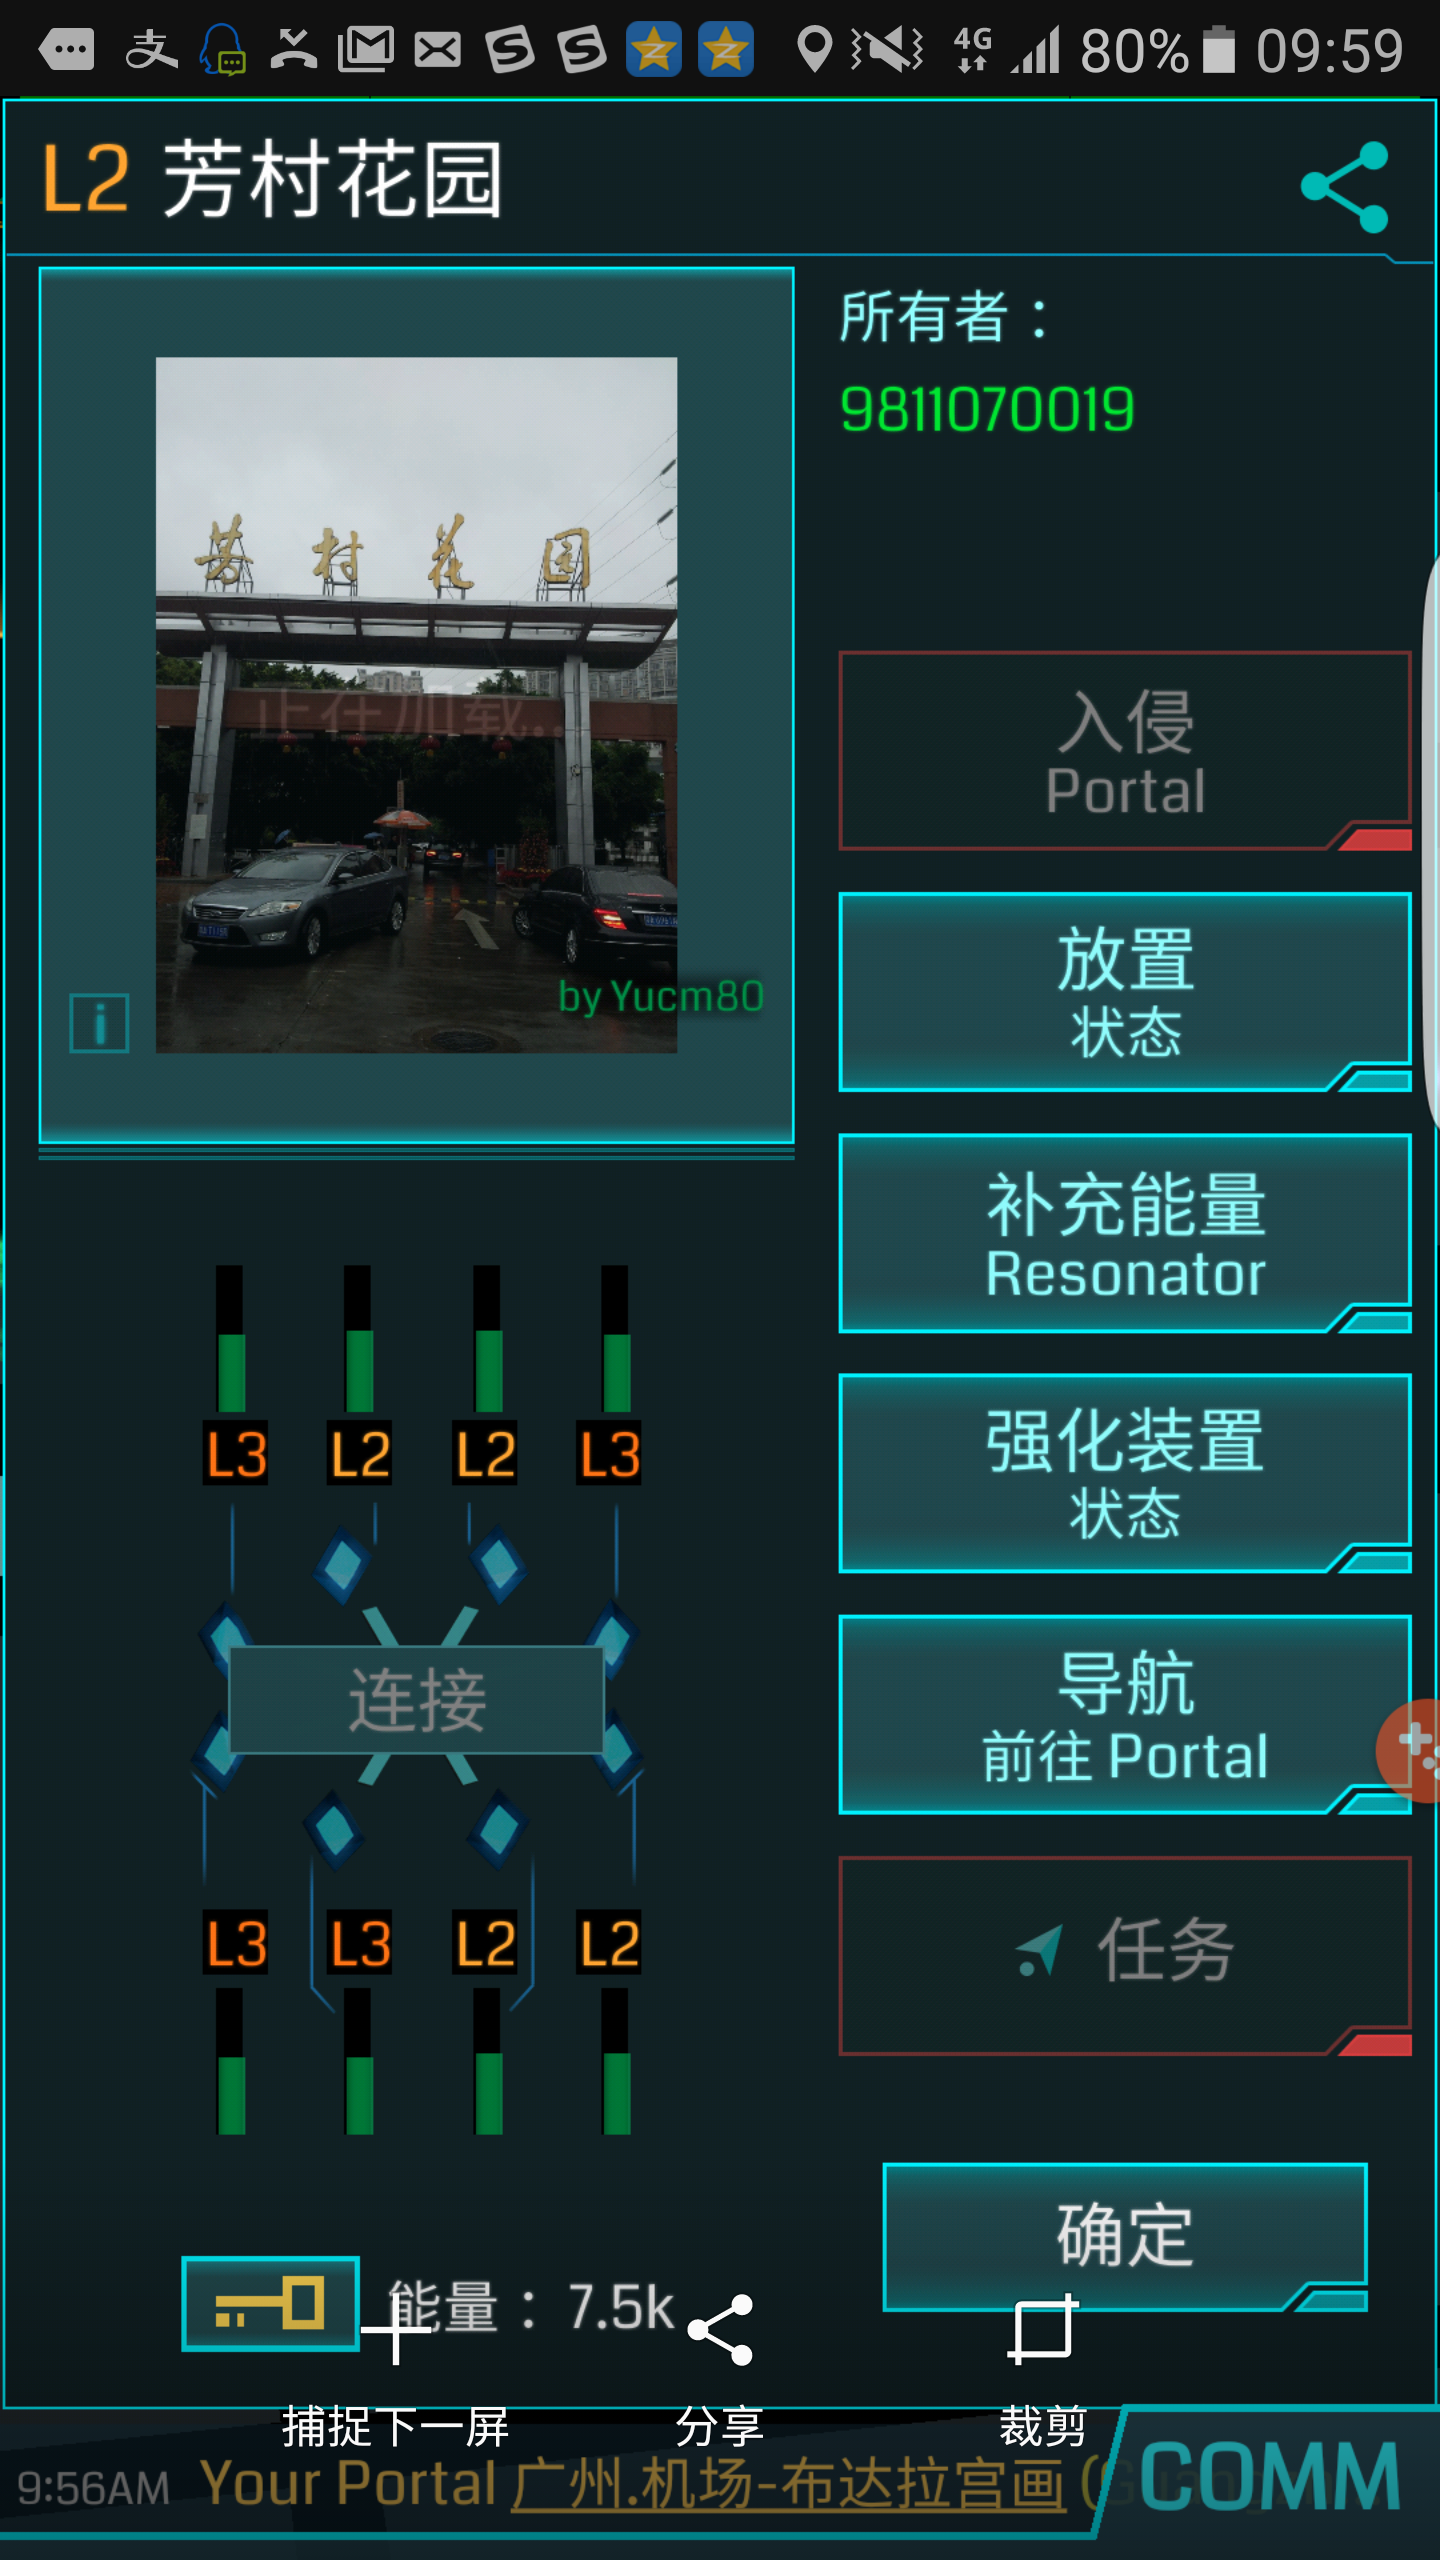 4G 80% 09:59
L2 芳村花园
所有者：
9811070019
芳村花园
正在加载..
入侵
Portal
by Yucm80
i
放置
状态
补充能量
Resonator
L3 L2 L2 L3
强化装置
状态
连接
导航
前往 Portal
L3 L3 L2 L2
任务
确定
能量：7.5k
捕捉下一屏 分享 裁剪
9:56AM Your Portal 广州.机场-布达拉宫画
COMM